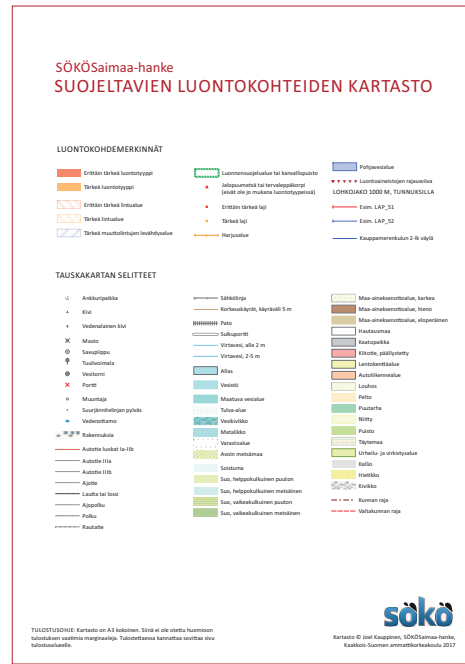 SÖKÖSaimaa-hanke
SUOJELTAVIEN LUONTOKOHTEIDEN KARTASTO
LUONTOKOHDEMERKINNÄT
Erittäin tärkeä luontotyyppi
Tärkeä luontotyyppi
Erittäin tärkeä lintualue
Tärkeä lintualue
Tärkeä muuttolintujen levähdysalue
Luonnonsuojelualue tai kansallispuisto
Jalopuumetsä tai tervaleppäkorpi
(eivät ole jo mukana luontotyypeissä)
Erittäin tärkeä laji
Tärkeä laji
Harjusalue
Pohjavesialue
Luontoaineistojen rajausviiva
LOHKOJAKO 1000 M, TUNNUKSILLA
Esim. LAP_S1
Esim. LAP_S2
Kauppamerenkulun 2-lk väylä
TAUSKAKARTAN SELITTEET
Ankkuripaikka
Kivi
Vedenalainen kivi
Masto
Savupiippu
Tuulivoimala
Vesitorni
Portti
Muuntaja
Suurjännitelinjan pylväs
Vedenottamo
Rakennuksia
Autotie luokat Ia-IIb
Autotie IIIa
Autotie IIIb
Ajotie
Lautta tai lossi
Ajopolku
Polku
Rautatie
Sähkölinja
Korkeuskäyrät, käyräväli 5 m
Pato
Sulkuportti
Virtavesi, alle 2 m
Virtavesi, 2-5 m
Allas
Vesistö
Maatuva vesialue
Tulva-alue
Vesikivikko
Matalikko
Varastoalue
Avoin metsämaa
Soistuma
Suo, helppokulkuinen puuton
Suo, helppokulkuinen metsäinen
Suo, vaikeakulkuinen puuton
Suo, vaikeakulkuinen metsäinen
Maa-aineksenottoalue, karkea
Maa-aineksenottoalue, hieno
Maa-aineksenottoalue, eloperäinen
Hautausmaa
Kaatopaikka
Kiitotie, päällystetty
Lentokenttäalue
Autoliikennealue
Louhos
Pelto
Puutarha
Niitty
Puisto
Täytemaa
Urheilu- ja virkistysalue
Kallio
Hietikko
Kivikko
Kunnan raja
Valtakunnan raja
TULOSTUSOHJE: Kartasto on A3 kokoinen. Siinä ei ole otettu huomioon
tulostuksen vaatimia marginaaleja. Tulostettaessa kannattaa sovittaa sivu
tulostusalueelle.
sökö
Kartasto © Joel Kauppinen, SÖKÖSaimaa-hanke,
Kaakkois-Suomen ammattikorkeakoulu 2017